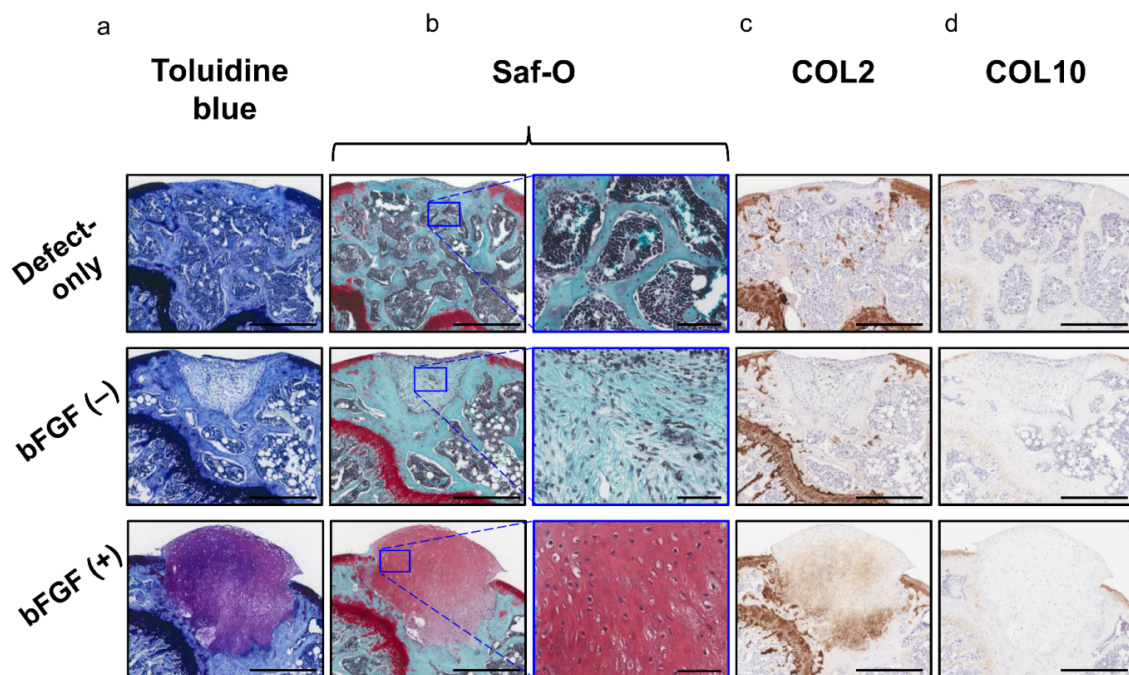 a
b
c
d
Toluidine
blue
Saf-O
COL2
COL10
Defect-
only
bFGF (–)
bFGF (+)